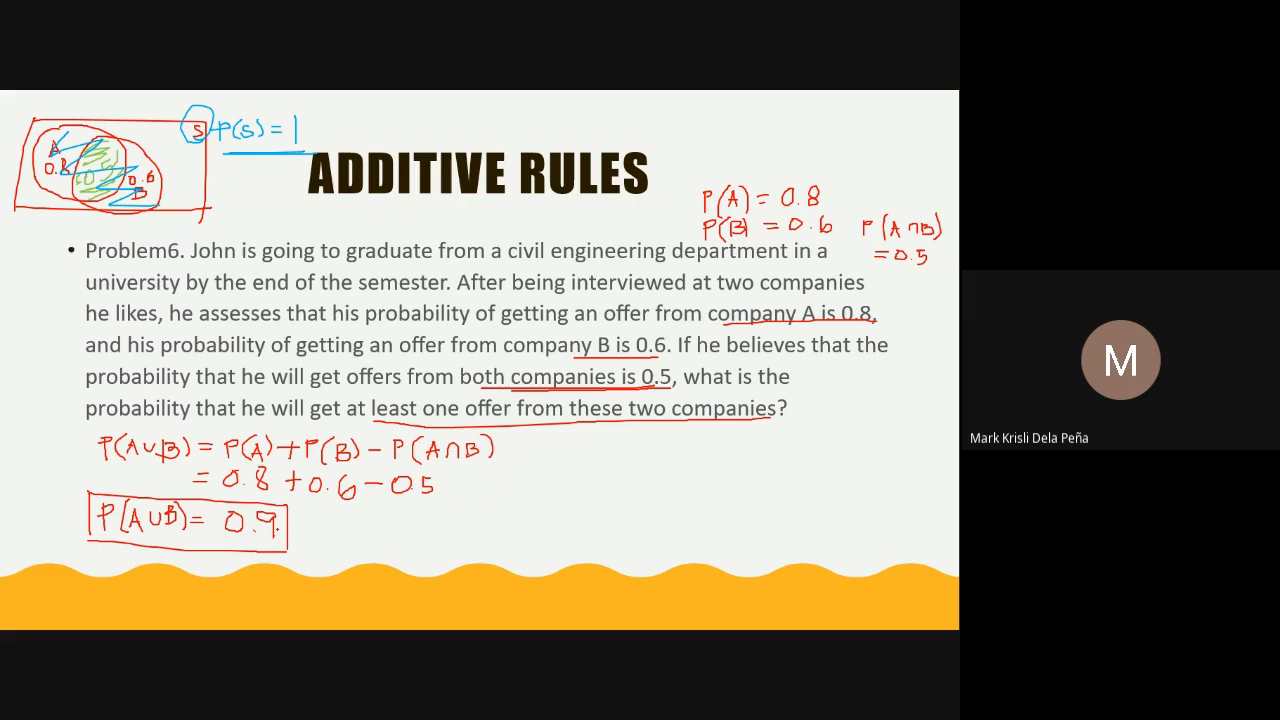 S P(S) = 1
A
0.8
0.6
B
ADDITIVE RULES
P(A) = 0.8
P(B) = 0.6 P(A∩B)
= 0.5
• Problem6. John is going to graduate from a civil engineering department in a
university by the end of the semester. After being interviewed at two companies
he likes, he assesses that his probability of getting an offer from company A is 0.8,
and his probability of getting an offer from company B is 0.6. If he believes that the
probability that he will get offers from both companies is 0.5, what is the
probability that he will get at least one offer from these two companies?
P(A∪B) = P(A) + P(B) - P(A∩B)
= 0.8 + 0.6 - 0.5
P(A∪B) = 0.9
M
Mark Krisli Dela Peña